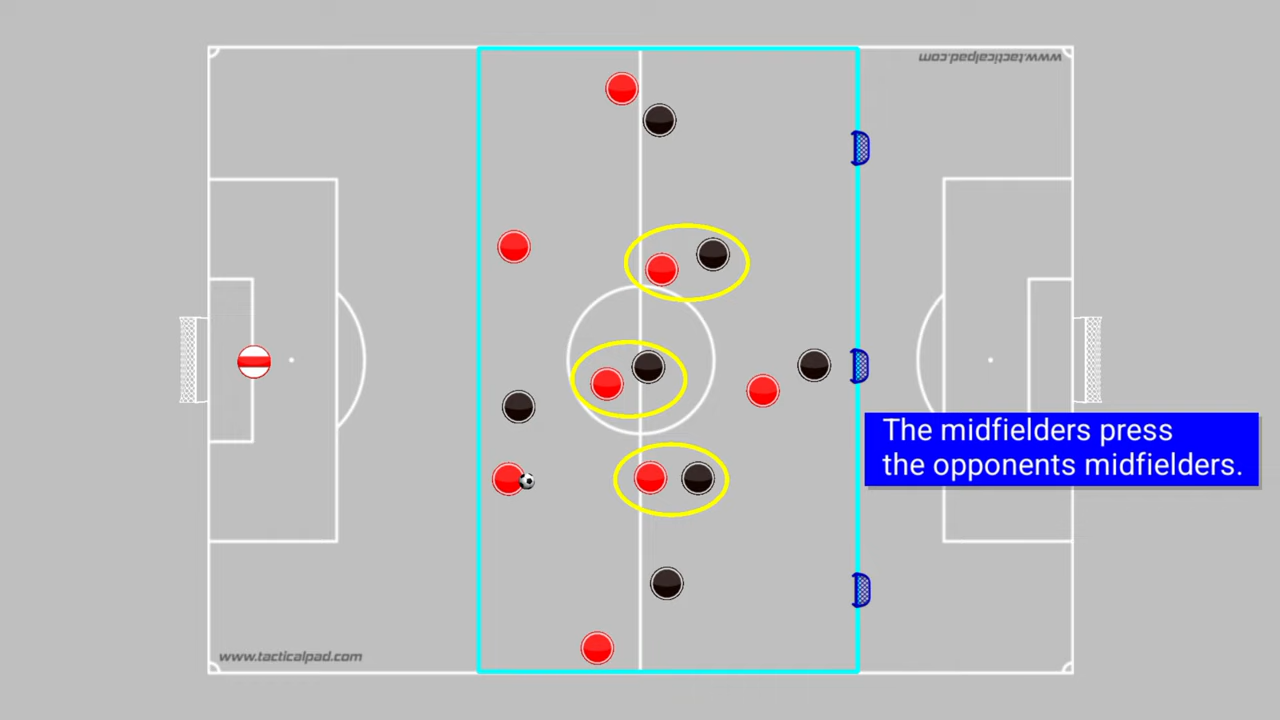 www.tacticalpad.com
The midfielders press
the opponents midfielders.
www.tacticalpad.com